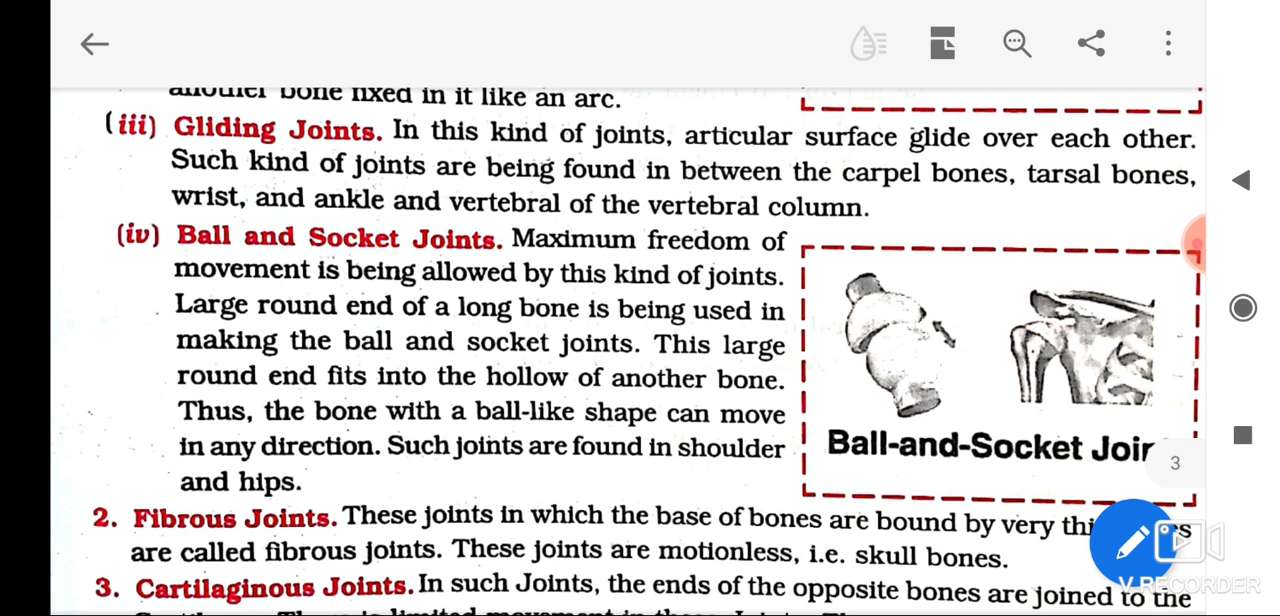 another bone fixed in it like an arc.
(iii) Gliding Joints. In this kind of joints, articular surface glide over each other.
Such kind of joints are being found in between the carpel bones, tarsal bones,
wrist, and ankle and vertebral of the vertebral column.
(iv) Ball and Socket Joints. Maximum freedom of
movement is being allowed by this kind of joints.
Large round end of a long bone is being used in
making the ball and socket joints. This large
round end fits into the hollow of another bone.
Thus, the bone with a ball-like shape can move
in any direction. Such joints are found in shoulder
and hips.
Ball-and-Socket
3
2. Fibrous Joints. These joints in which the base of bones are bound by very
are called fibrous joints. These joints are motionless, i.e. skull bones.
3. Cartilaginous Joints. In such Joints, the ends of the opposite bones are joined to the
V RECORDER